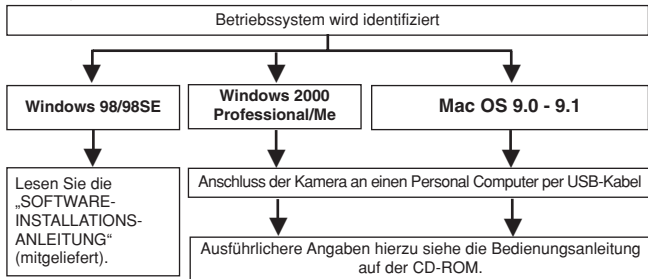 Betriebssystem wird identifiziert
Windows 98/98SE
Windows 2000
Professional/Me
Mac OS 9.0 - 9.1
Lesen Sie die
„SOFTWARE-
INSTALLATIONS-
ANLEITUNG“
(mitgeliefert).
Anschluss der Kamera an einen Personal Computer per USB-Kabel
Ausführlichere Angaben hierzu siehe die Bedienungsanleitung
auf der CD-ROM.